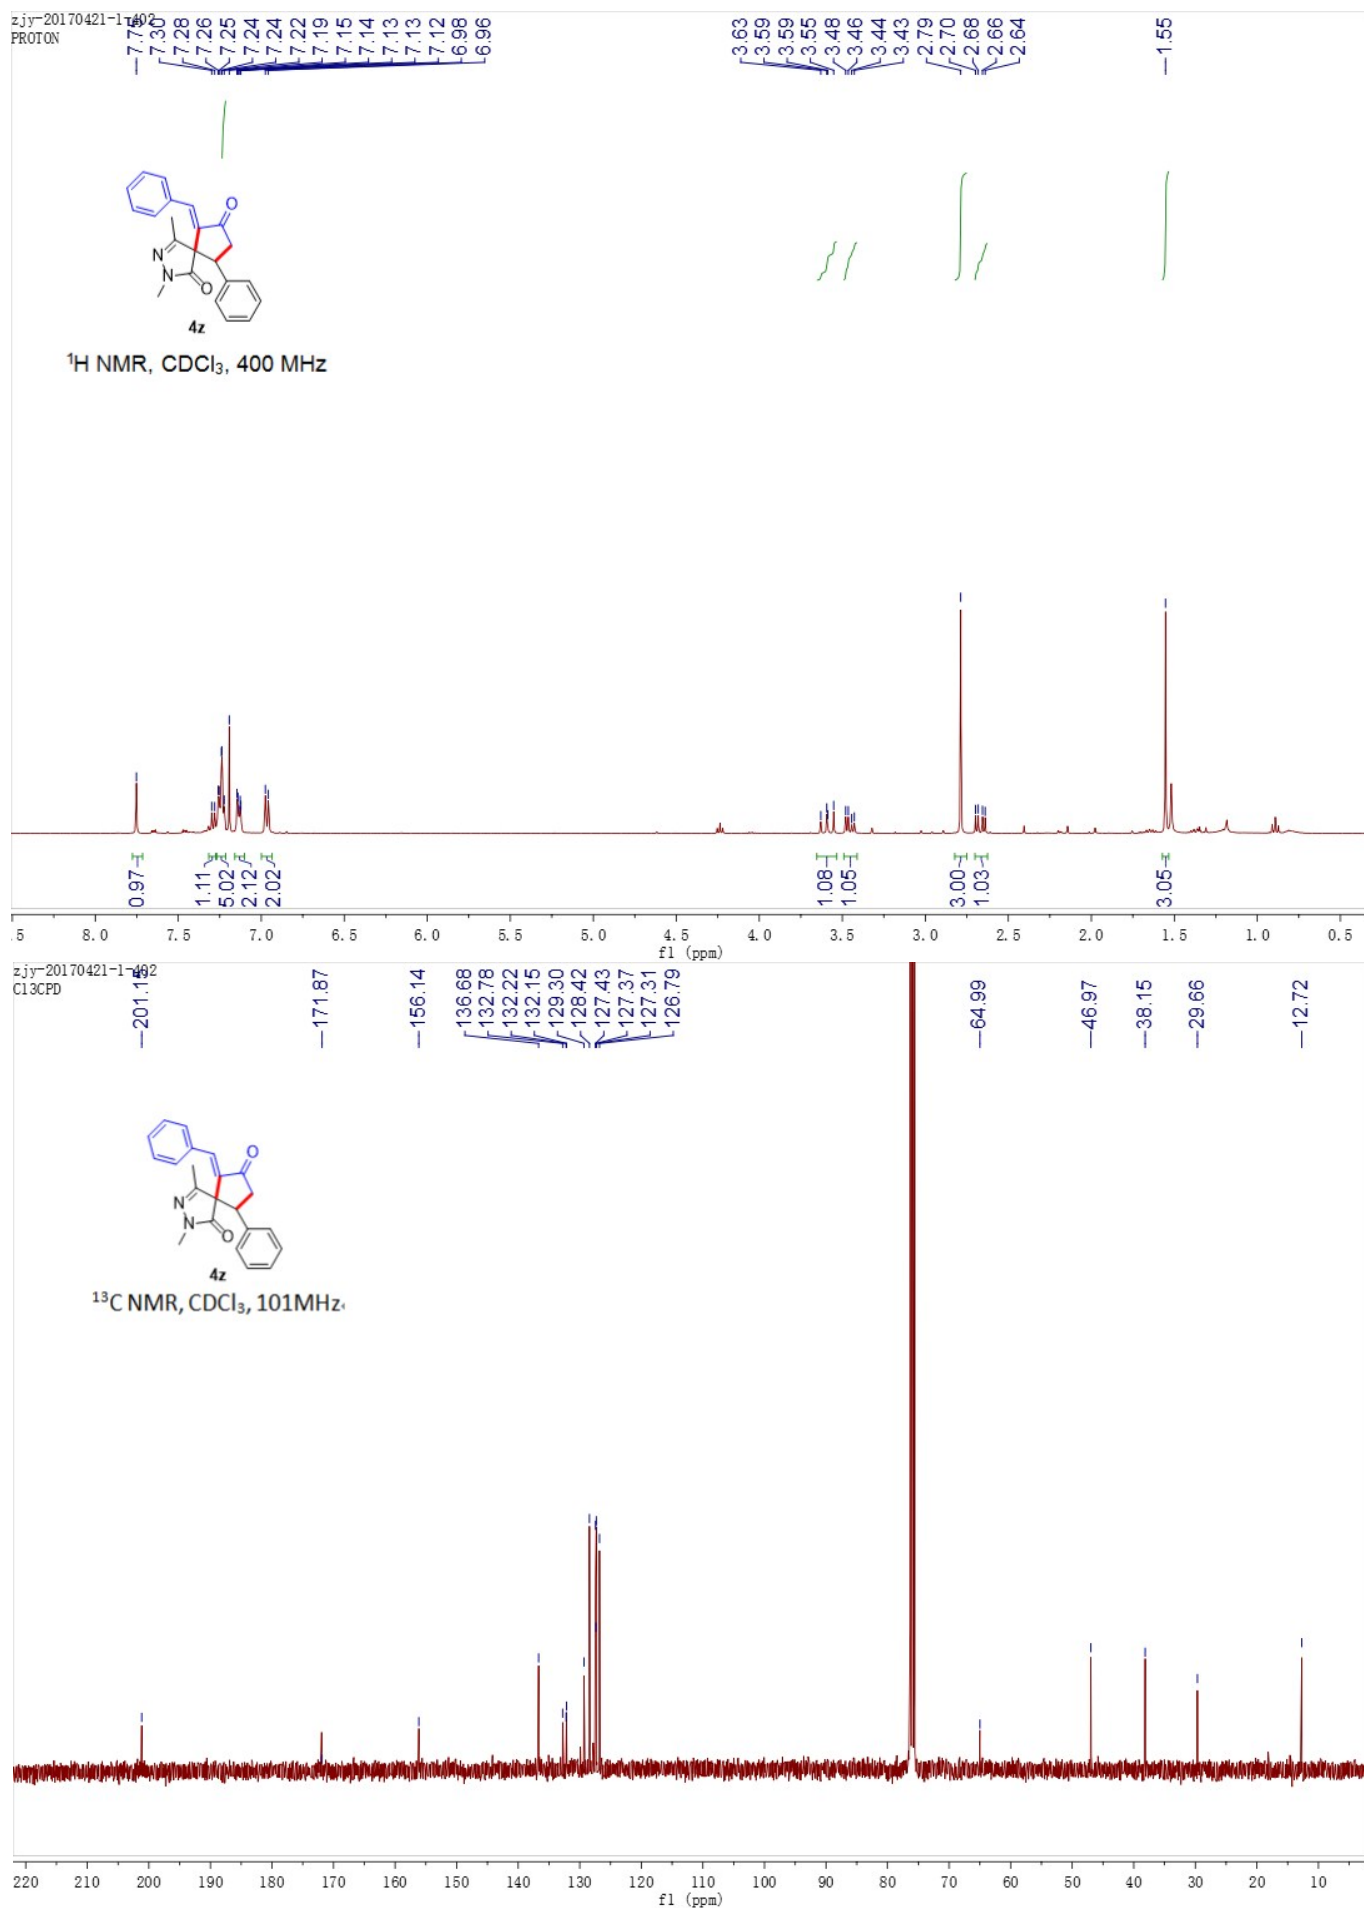 zjy-20170421-1-402
PROTON
7.75
7.30
7.28
7.26
7.25
7.24
7.24
7.22
7.19
7.15
7.14
7.13
7.13
7.12
6.98
6.96
3.63
3.59
3.59
3.55
3.48
3.46
3.44
3.43
2.79
2.70
2.68
2.66
2.64
1.55
O
N
N
O
4z
¹H NMR, CDCl₃, 400 MHz
0.97
1.11
5.02
2.12
2.02
1.08
1.05
3.00
1.03
3.05
.5 8.0 7.5 7.0 6.5 6.0 5.5 5.0 4.5 4.0 3.5 3.0 2.5 2.0 1.5 1.0 0.5
f1 (ppm)
zjy-20170421-1-402
C13CPD
201.15
171.87
156.14
136.68
132.78
132.22
132.15
129.30
128.42
127.43
127.37
127.31
126.79
64.99
46.97
38.15
29.66
12.72
O
N
N
O
4z
¹³C NMR, CDCl₃, 101MHz
220 210 200 190 180 170 160 150 140 130 120 110 100 90 80 70 60 50 40 30 20 10
f1 (ppm)